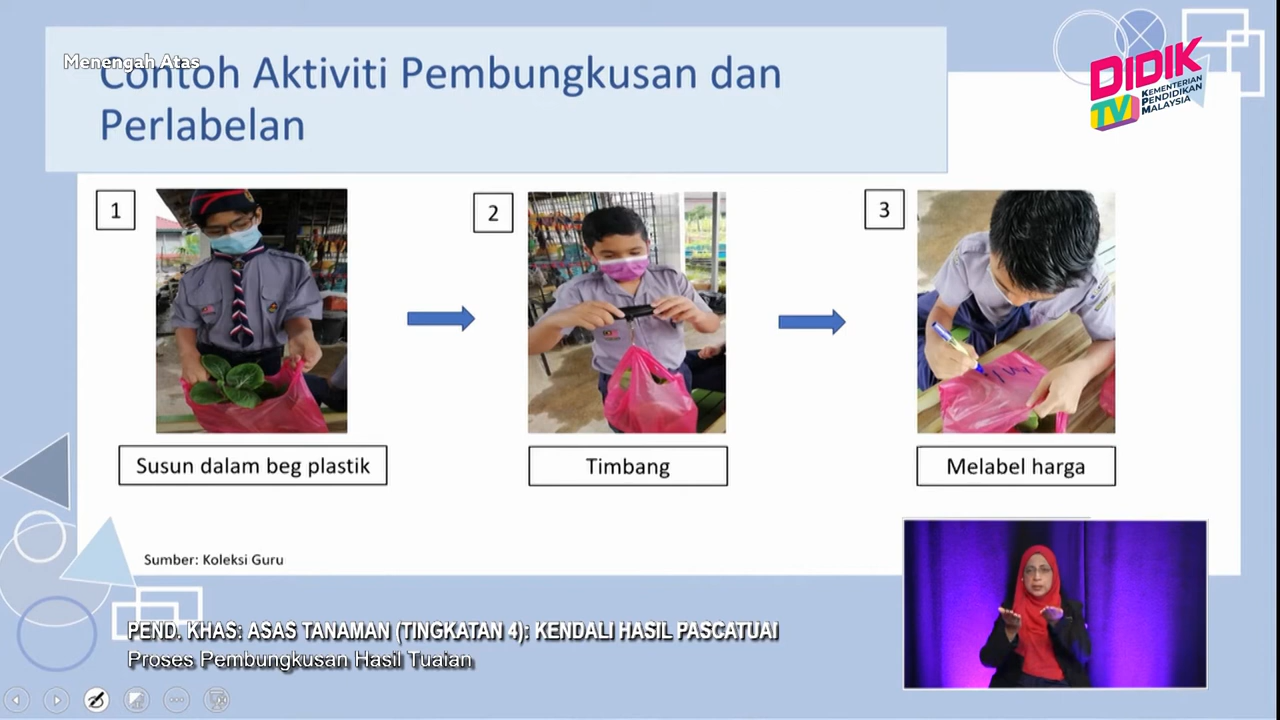 Menengah Atas
Contoh Aktiviti Pembungkusan dan
Perlabelan
DIDIK
TV
KEMENTERIAN
PENDIDIKAN
MALAYSIA
1
2
3
Susun dalam beg plastik
Timbang
Melabel harga
Sumber: Koleksi Guru
PEND. KHAS: ASAS TANAMAN (TINGKATAN 4): KENDALI HASIL PASCATUAI
Proses Pembungkusan Hasil Tuaian